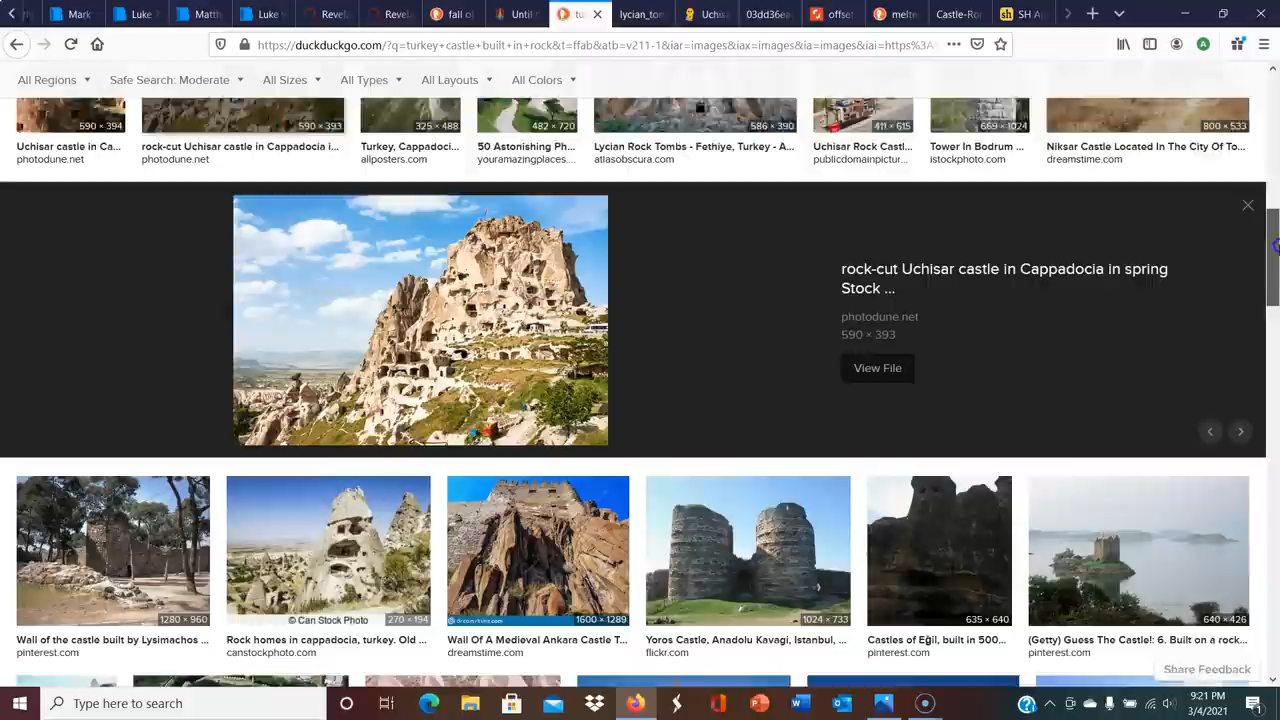 Mark
Luke
Matth
Luke
Revela
Revela
fall of
Untitl
tu
lycian_tom
Uchisa
03dd36ea
offset
melte
Castle-Ro
SH A
https://duckduckgo.com/?q=turkey+castle+built+in+rock&t=ffab&atb=v211-1&iar=images&iax=images&ia=images&iai=https%3A
All Regions
Safe Search: Moderate
All Sizes
All Types
All Layouts
All Colors
590 × 394
590 × 393
325 × 488
482 × 720
586 × 390
411 × 615
669 × 1024
800 × 533
Uchisar castle in Ca...
rock-cut Uchisar castle in Cappadocia i...
Turkey, Cappadoci...
50 Astonishing Ph...
Lycian Rock Tombs - Fethiye, Turkey - A...
Uchisar Rock Castl...
Tower In Bodrum ...
Niksar Castle Located In The City Of To...
photodune.net
photodune.net
allposters.com
youramazingplaces....
atlasobscura.com
publicdomainpictur...
istockphoto.com
dreamstime.com
rock-cut Uchisar castle in Cappadocia in spring
Stock ...
photodune.net
590 × 393
View File
1280 × 960
© Can Stock Photo
270 × 194
dreamstime.com
1600 × 1289
1024 × 733
635 × 640
640 × 426
Wall of the castle built by Lysimachos ...
Rock homes in cappadocia, turkey. Old ...
Wall Of A Medieval Ankara Castle T...
Yoros Castle, Anadolu Kavagi, Istanbul, ...
Castles of Eğil, built in 500...
(Getty) Guess The Castle!: 6. Built on a rock...
pinterest.com
canstockphoto.com
dreamstime.com
flickr.com
pinterest.com
pinterest.com
Share Feedback
Type here to search
9:21 PM
3/4/2021